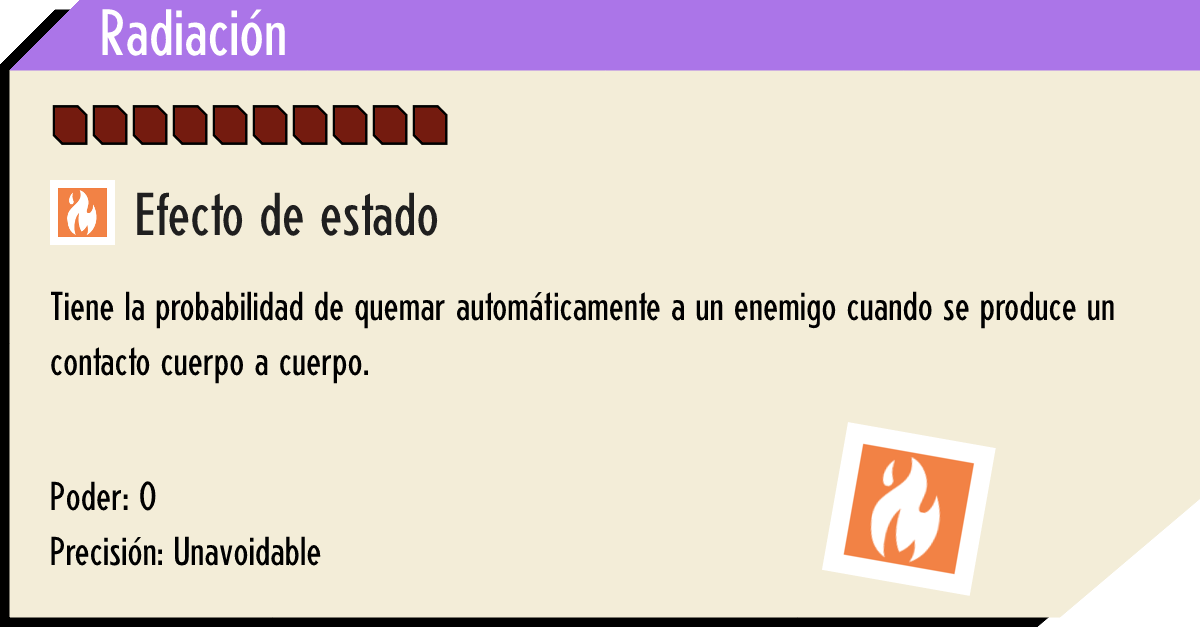 Radiación
Efecto de estado
Tiene la probabilidad de quemar automáticamente a un enemigo cuando se produce un
contacto cuerpo a cuerpo.
Poder: 0
Precisión: Unavoidable